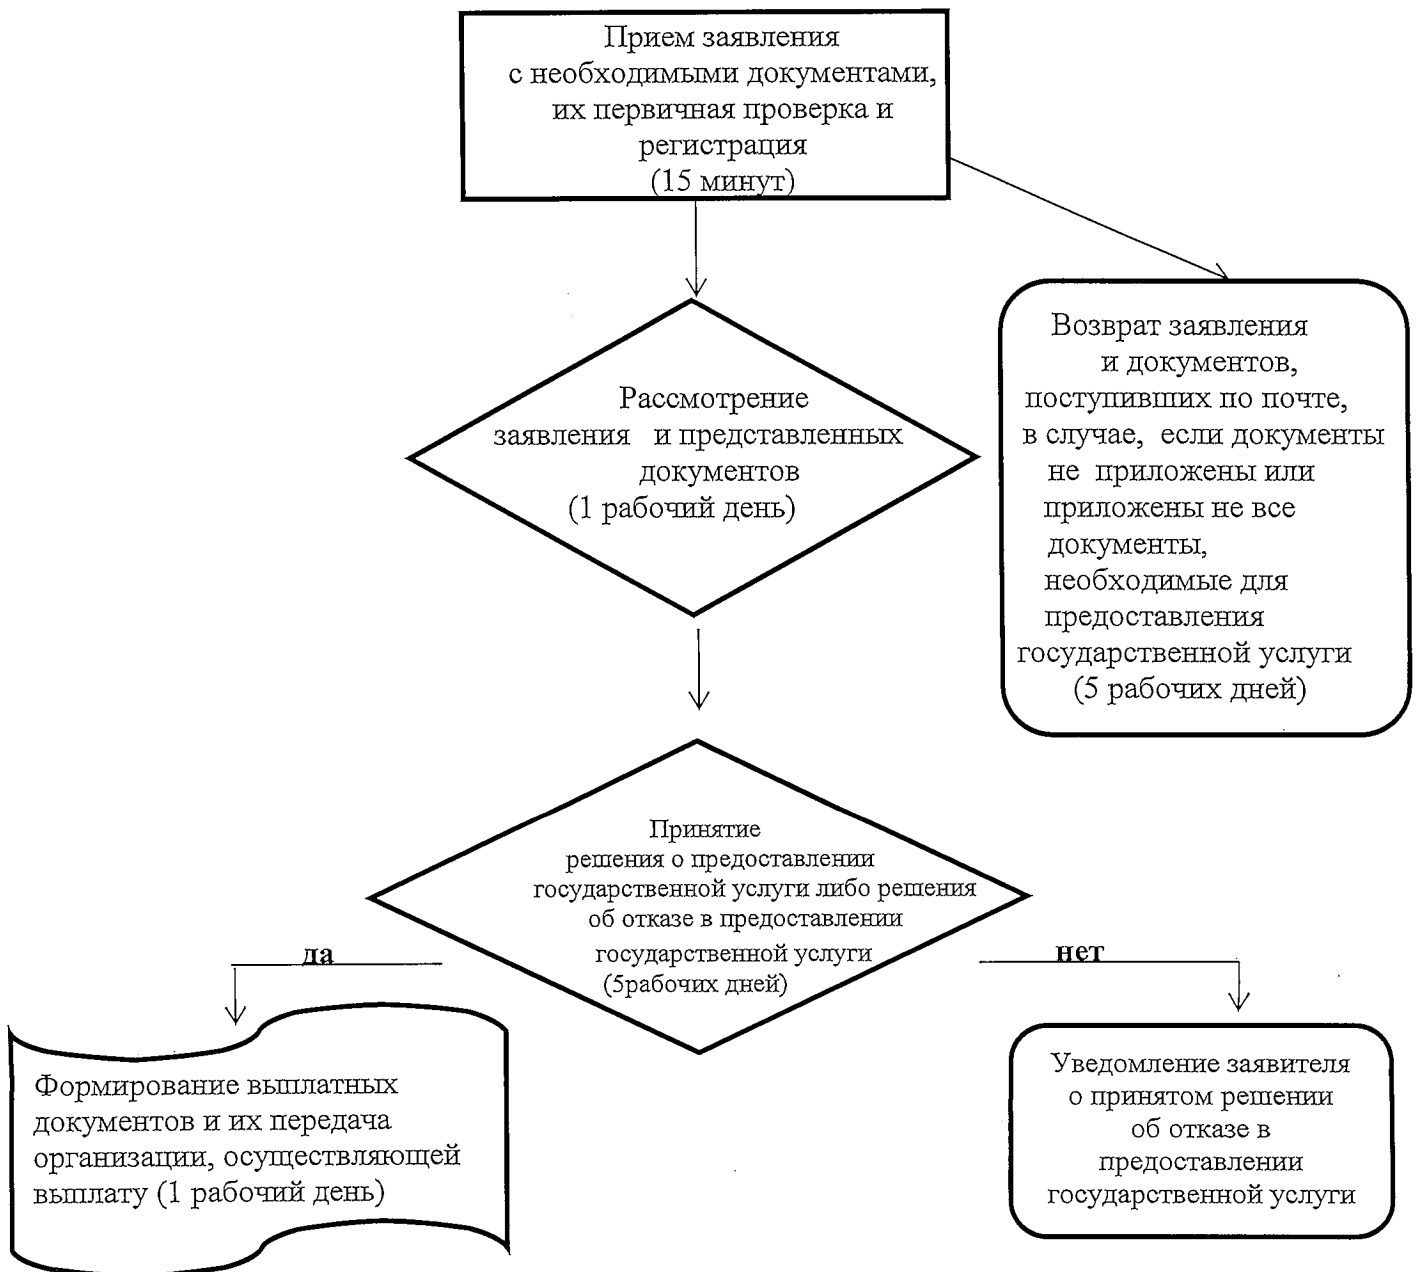 Прием заявления
с необходимыми документами,
их первичная проверка и
регистрация
(15 минут)
Возврат заявления
и документов,
поступивших по почте,
в случае, если документы
не приложены или
приложены не все
документы,
необходимые для
предоставления
государственной услуги
(5 рабочих дней)
Рассмотрение
заявления и представленных
документов
(1 рабочий день)
Принятие
решения о предоставлении
государственной услуги либо решения
об отказе в предоставлении
государственной услуги
(5рабочих дней)
да
нет
Формирование выплатных
документов и их передача
организации, осуществляющей
выплату (1 рабочий день)
Уведомление заявителя
о принятом решении
об отказе в
предоставлении
государственной услуги